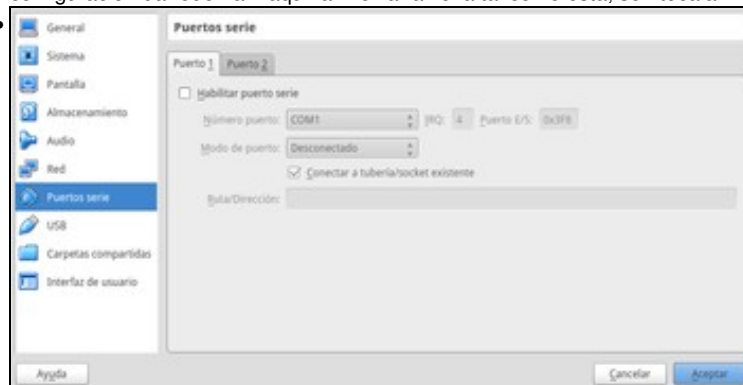 General
Sistema
Pantalla
Almacenamiento
Audio
Red
Puertos serie
USB
Carpetas compartidas
Interfaz de usuario
Puertos serie
Puerto 1 Puerto 2
Habilitar puerto serie
Número puerto: COM1 IRQ: 4 Puerto E/S: 0x3F8
Modo de puerto: Desconectado
Conectar a tubería/socket existente
Ruta/Dirección:
Ayuda Cancelar Aceptar